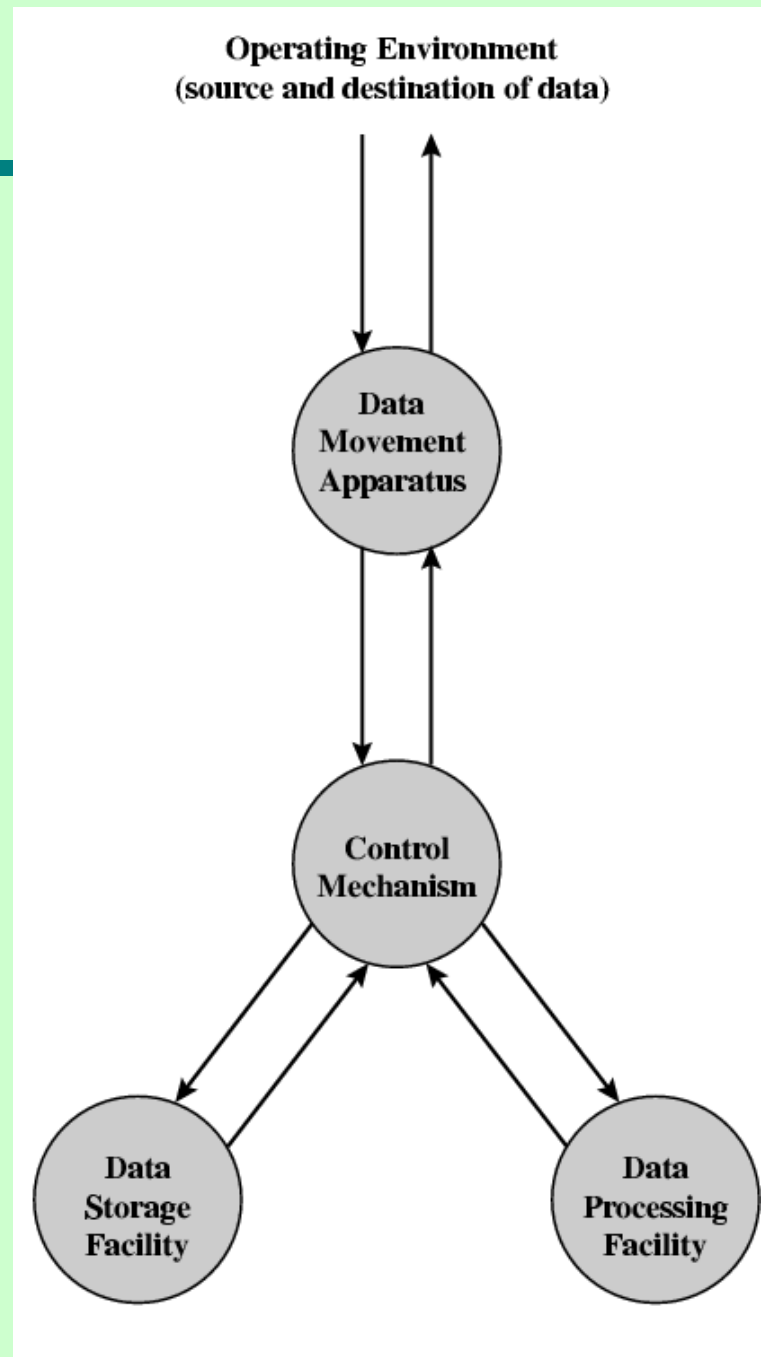 Operating Environment
(source and destination of data)
Data
Movement
Apparatus
Control
Mechanism
Data
Storage
Facility
Data
Processing
Facility